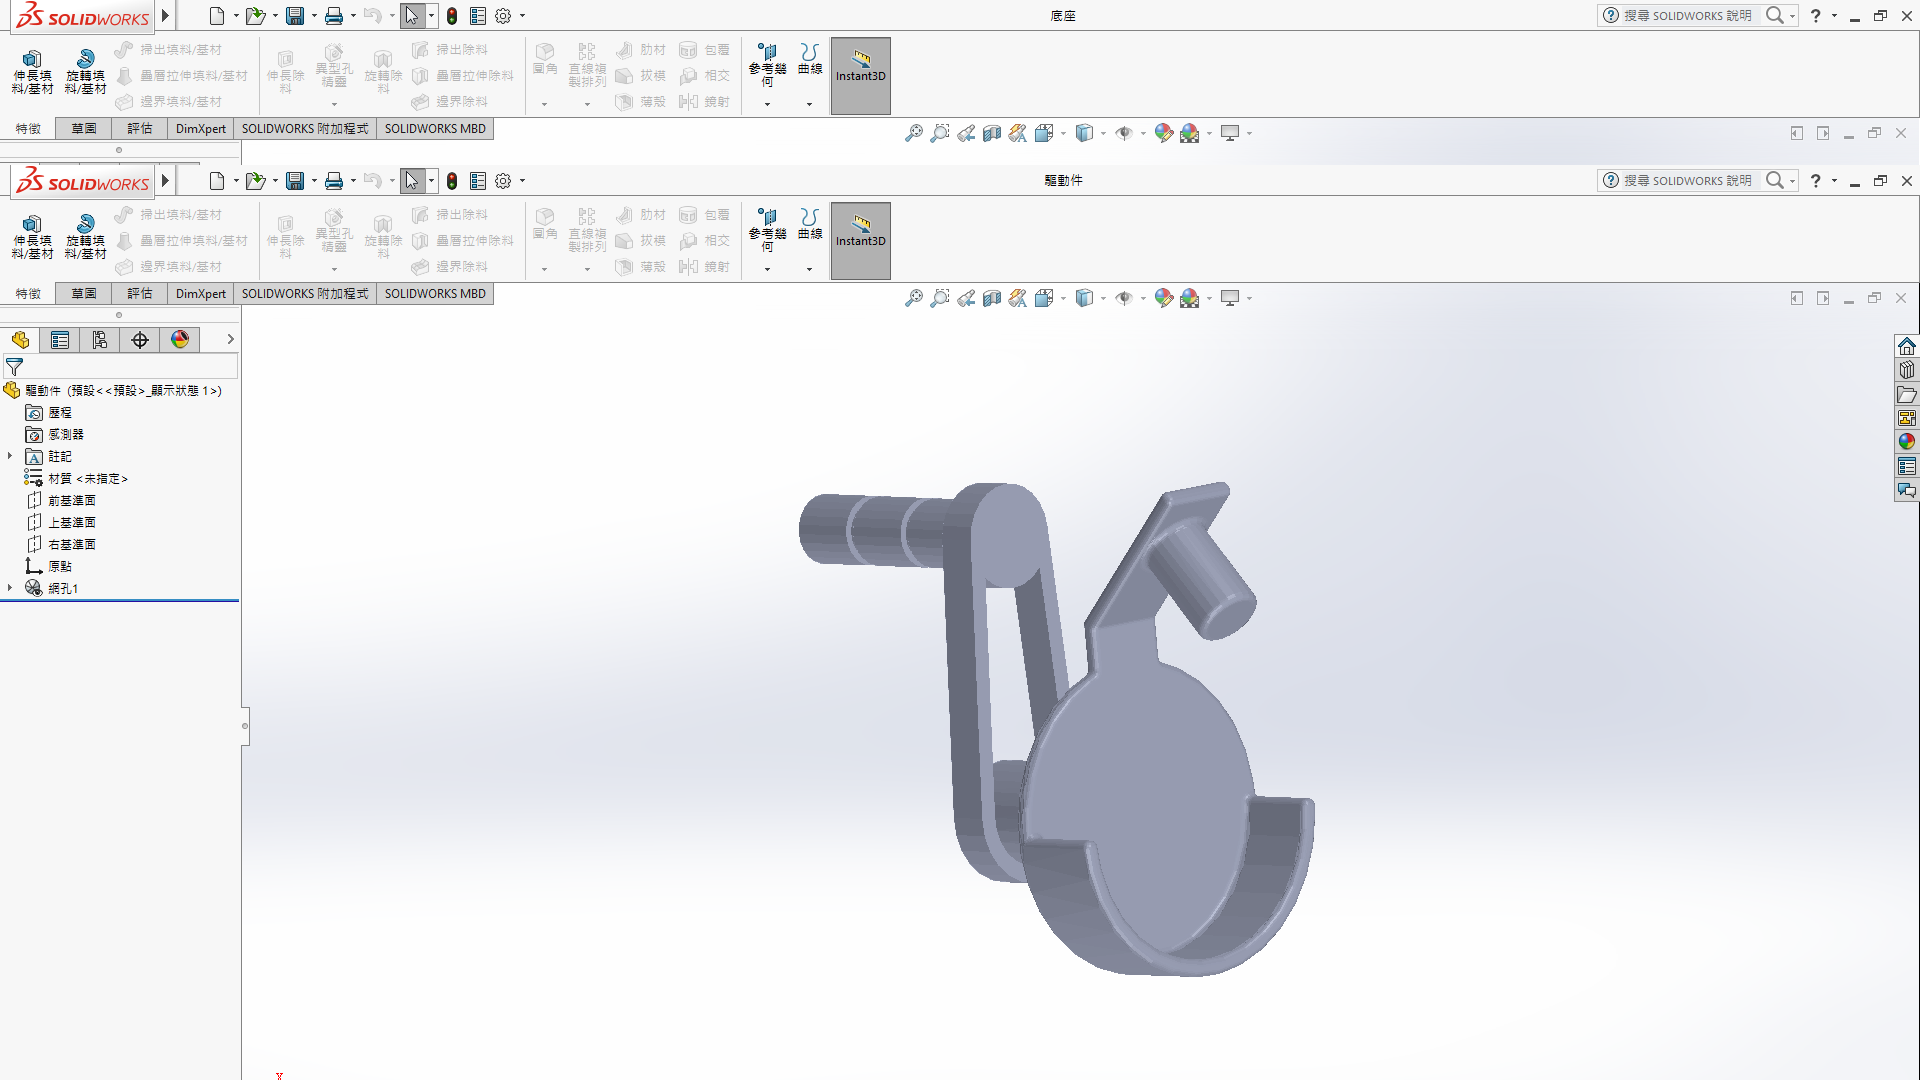 SOLIDWORKS
底座
搜尋 SOLIDWORKS 說明
?
伸長填料/基材
旋轉填料/基材
掃出填料/基材
疊層拉伸填料/基材
邊界填料/基材
伸長除料
異型孔精靈
旋轉除料
掃出除料
疊層拉伸除料
邊界除料
圓角
直線複製排列
肋材
拔模
薄殼
包覆
相交
鏡射
參考幾何
曲線
Instant3D
特徵
草圖
評估
DimXpert
SOLIDWORKS 附加程式
SOLIDWORKS MBD
SOLIDWORKS
驅動件
搜尋 SOLIDWORKS 說明
?
伸長填料/基材
旋轉填料/基材
掃出填料/基材
疊層拉伸填料/基材
邊界填料/基材
伸長除料
異型孔精靈
旋轉除料
掃出除料
疊層拉伸除料
邊界除料
圓角
直線複製排列
肋材
拔模
薄殼
包覆
相交
鏡射
參考幾何
曲線
Instant3D
特徵
草圖
評估
DimXpert
SOLIDWORKS 附加程式
SOLIDWORKS MBD
驅動件 (預設<<預設>_顯示狀態 1>)
歷程
感測器
註記
材質 <未指定>
前基準面
上基準面
右基準面
原點
網孔1